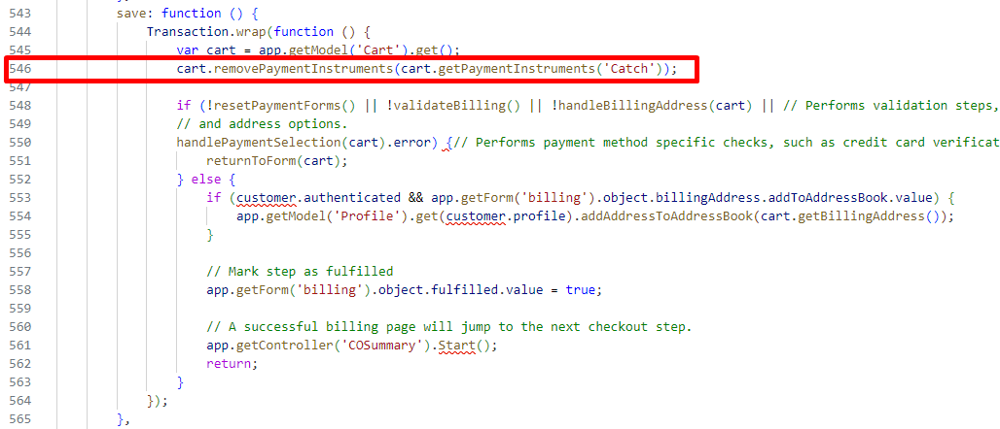 543 save: function () {
544 Transaction.wrap(function () {
545 var cart = app.getModel('Cart').get();
546 cart.removePaymentInstruments(cart.getPaymentInstruments('Catch'));
547
548 if (!resetPaymentForms() || !validateBilling() || !handleBillingAddress(cart) || // Performs validation steps,
549 // and address options.
550 handlePaymentSelection(cart).error) {// Performs payment method specific checks, such as credit card verificat
551 returnToForm(cart);
552 } else {
553 if (customer.authenticated && app.getForm('billing').object.billingAddress.addToAddressBook.value) {
554 app.getModel('Profile').get(customer.profile).addAddressToAddressBook(cart.getBillingAddress());
555 }
556
557 // Mark step as fulfilled
558 app.getForm('billing').object.fulfilled.value = true;
559
560 // A successful billing page will jump to the next checkout step.
561 app.getController('COSummary').Start();
562 return;
563 }
564 });
565 },